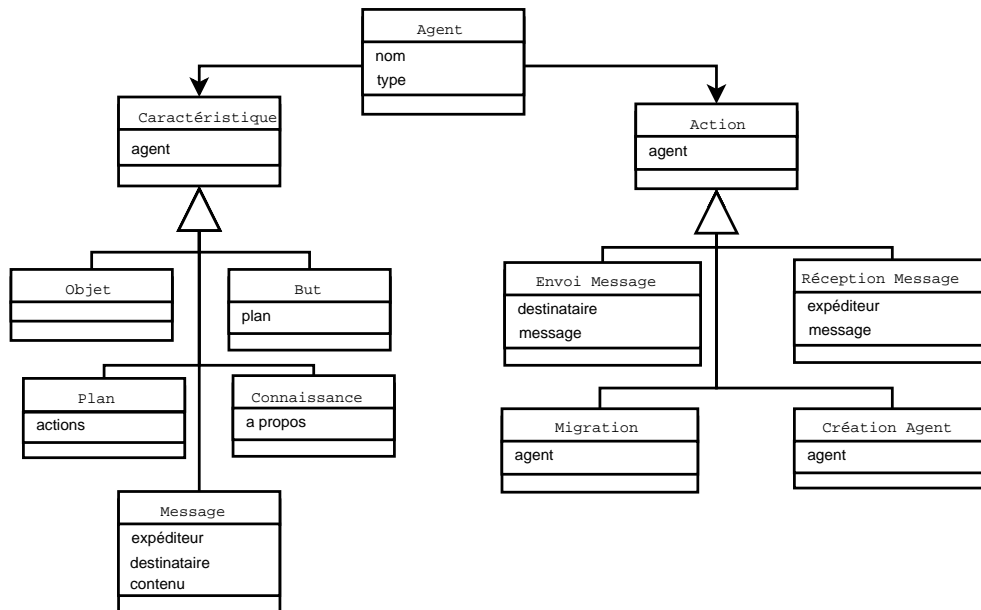 Agent
nom
type
Caractéristique
agent
Action
agent
Objet
But
plan
Envoi Message
destinataire
message
Réception Message
expéditeur
message
Plan
actions
Connaissance
a propos
Migration
agent
Création Agent
agent
Message
expéditeur
destinataire
contenu